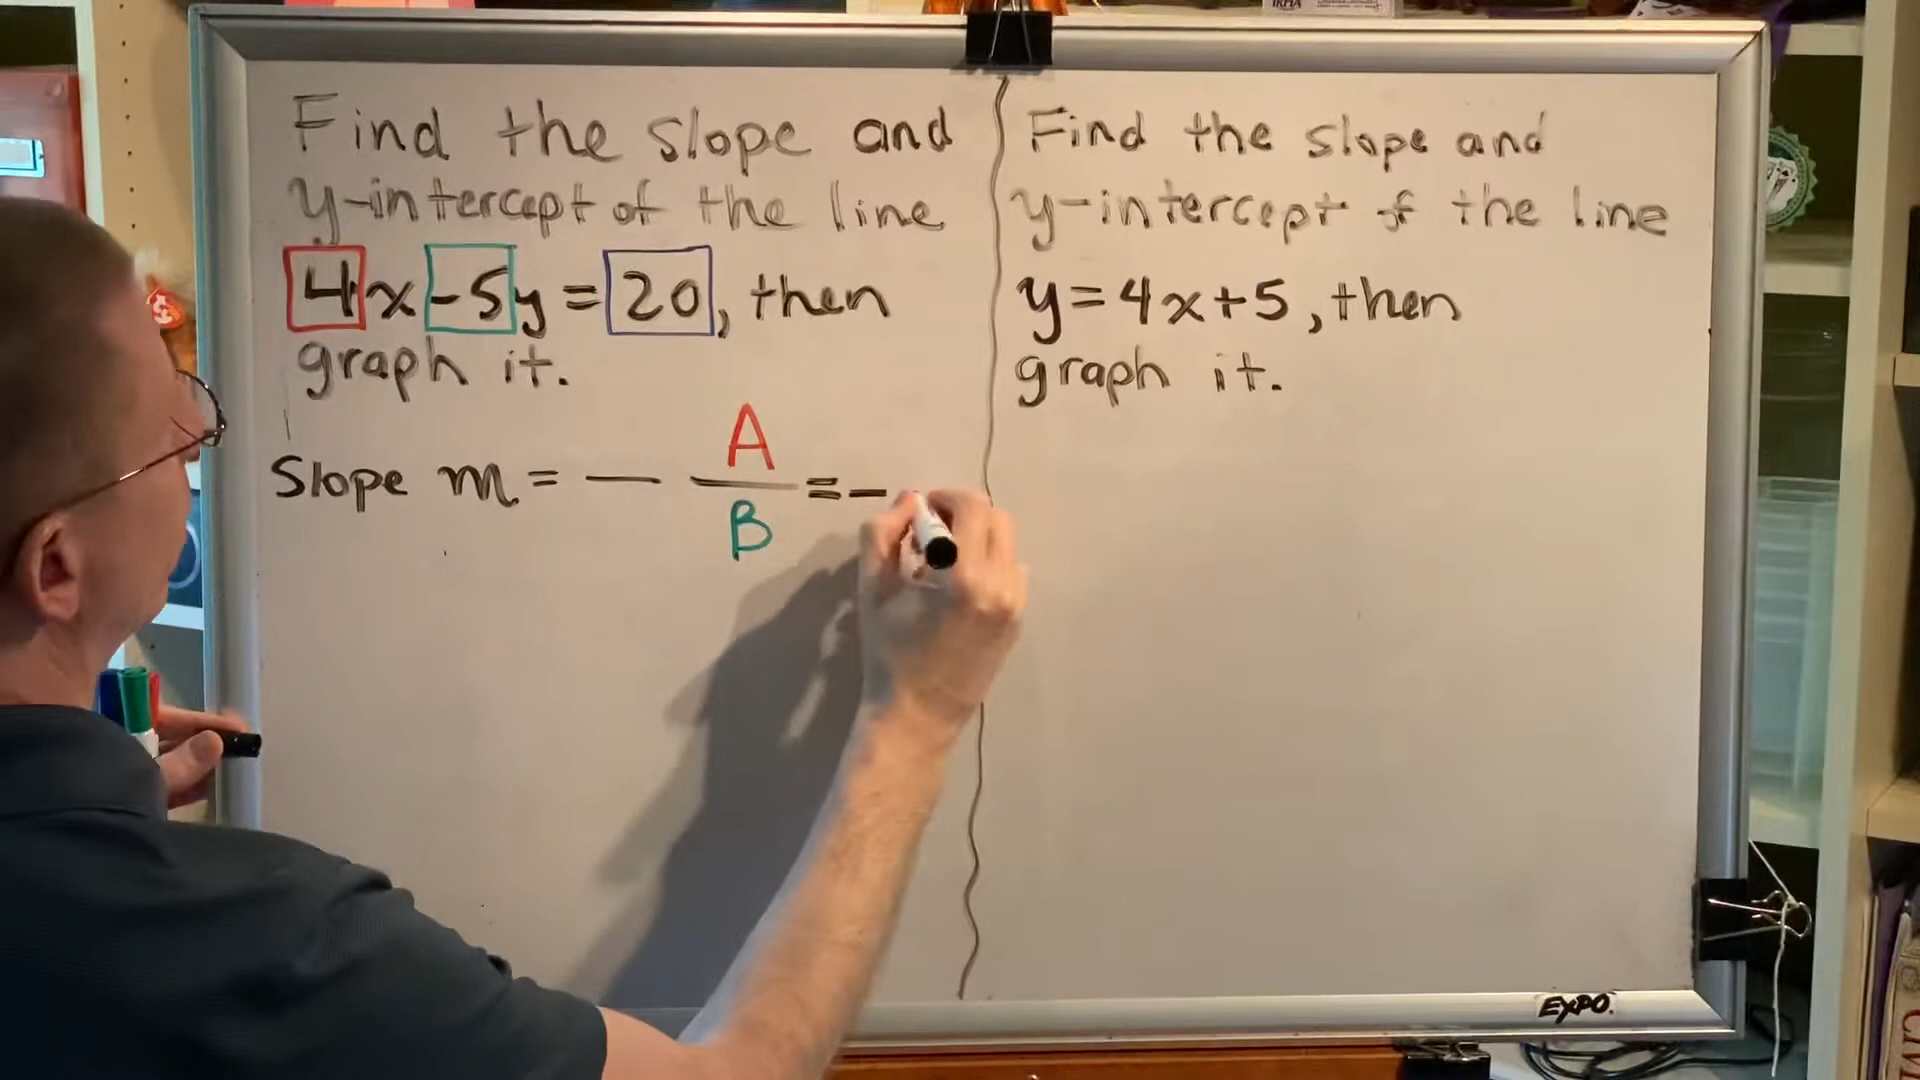 Find the slope and
y-intercept of the line
4x-5y=20, then
graph it.
Slope m = - A/B = -
Find the slope and
y-intercept of the line
y=4x+5, then
graph it.
EXPO